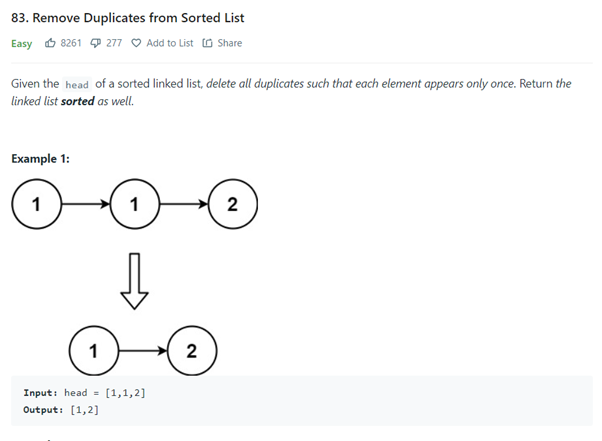 83. Remove Duplicates from Sorted List
Easy 8261 277 Add to List Share
Given the head of a sorted linked list, delete all duplicates such that each element appears only once. Return the
linked list sorted as well.
Example 1:
1 1 2
1 2
Input: head = [1,1,2]
Output: [1,2]